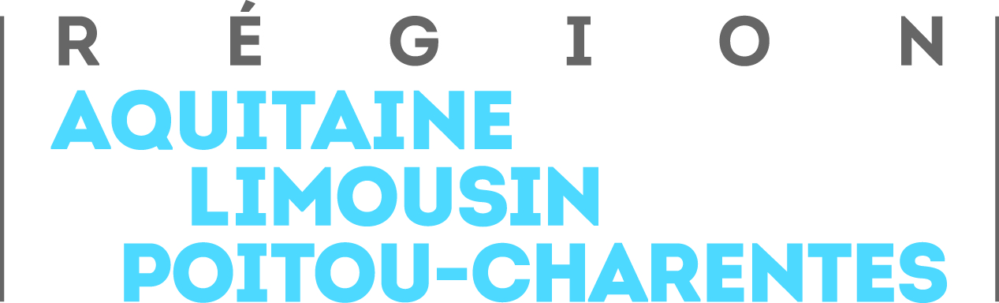 RÉGION
AQUITAINE
LIMOUSIN
POITOU-CHARENTES